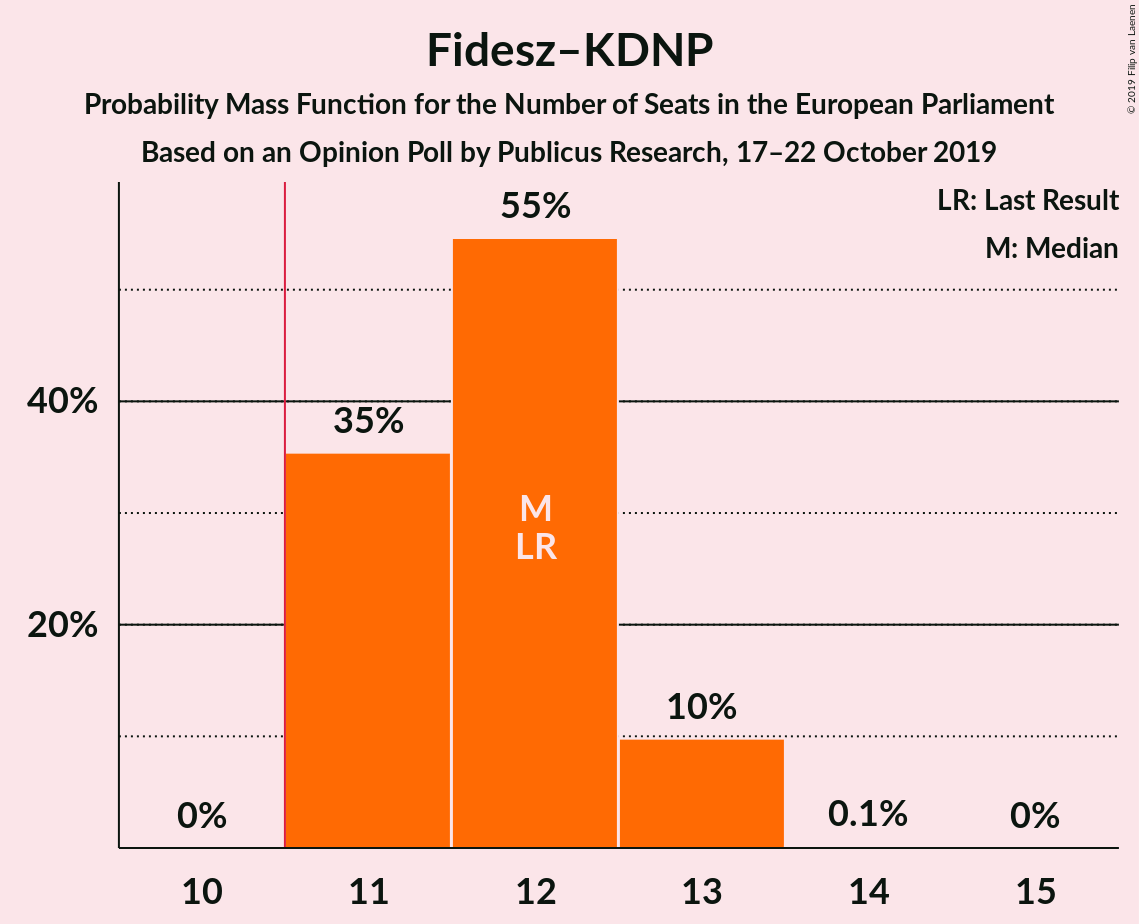 Fidesz–KDNP
Probability Mass Function for the Number of Seats in the European Parliament
Based on an Opinion Poll by Publicus Research, 17–22 October 2019
© 2019 Filip van Laenen
LR: Last Result
M: Median
55%
40%
35%
M
LR
20%
10%
0%
0.1%
0%
10
11
12
13
14
15